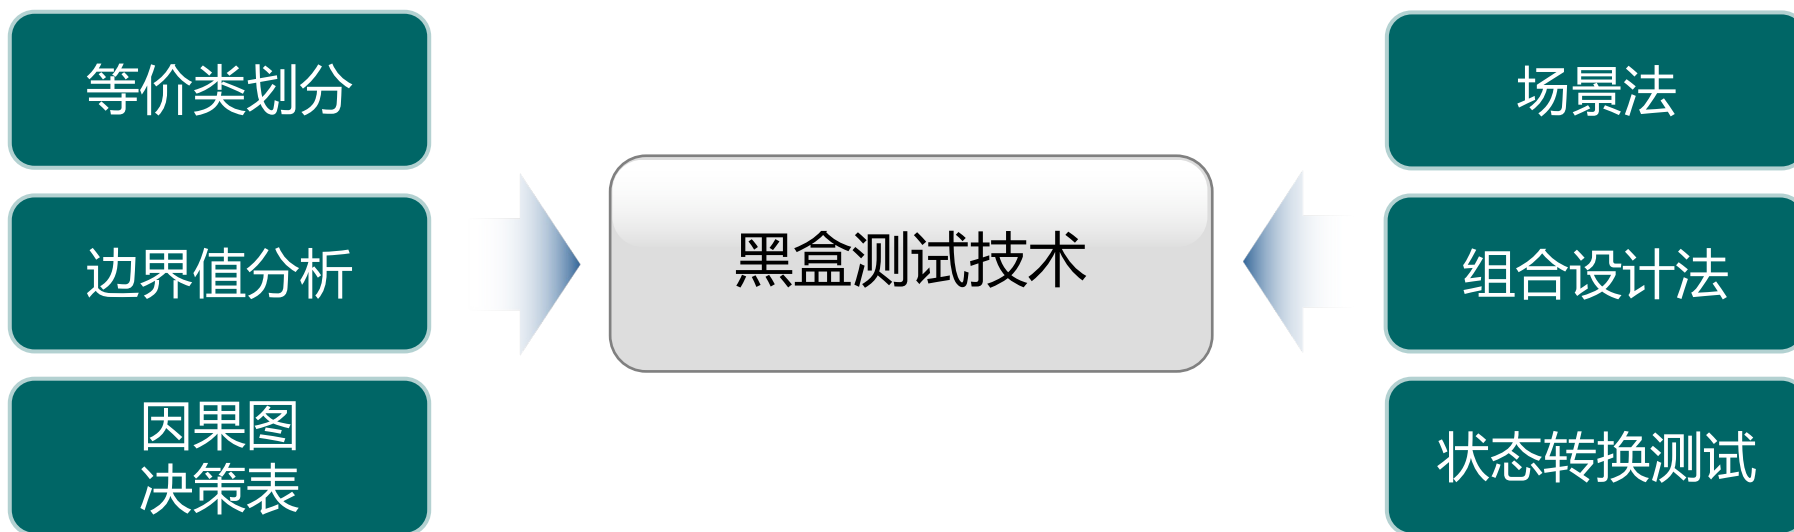 等价类划分
边界值分析
因果图
决策表
黑盒测试技术
场景法
组合设计法
状态转换测试